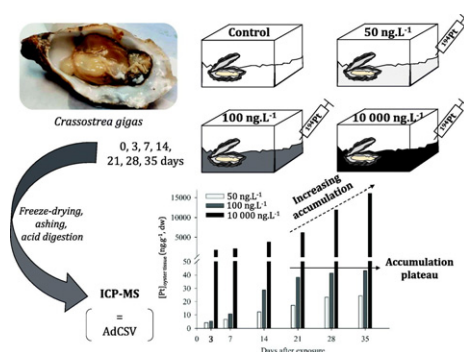 Control
50 ng.L⁻¹
¹⁹⁴Pt
Crassostrea gigas
100 ng.L⁻¹
¹⁹⁴Pt
10 000 ng.L⁻¹
¹⁹⁴Pt
0, 3, 7, 14,
21, 28, 35 days
Freeze-drying,
ashing,
acid digestion
ICP-MS
=
AdCSV
[Pt]oyster tissue (ng.g⁻¹, dw)
15000
10000
5000
50
40
30
20
10
0
50 ng.L⁻¹
100 ng.L⁻¹
10 000 ng.L⁻¹
Increasing
accumulation
Accumulation
plateau
0 3 7 14 21 28 35
Days after exposure